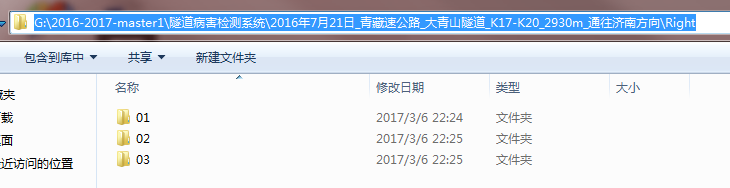 G:\2016-2017-master1\隧道病害检测系统\2016年7月21日_青藏速公路_大青山隧道_K17-K20_2930m_通往济南方向\Right
包含到库中 共享 新建文件夹
名称 修改日期 类型 大小
藏夹 01 2017/3/6 22:24 文件夹
载 02 2017/3/6 22:25 文件夹
面 03 2017/3/6 22:25 文件夹
近访问的位置